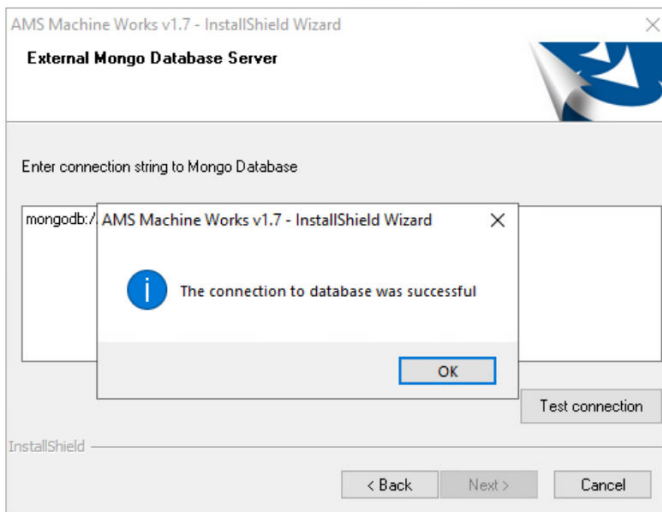 AMS Machine Works v1.7 - InstallShield Wizard
External Mongo Database Server
Enter connection string to Mongo Database
mongodb:/
AMS Machine Works v1.7 - InstallShield Wizard
The connection to database was successful
OK
Test connection
InstallShield
< Back
Next >
Cancel